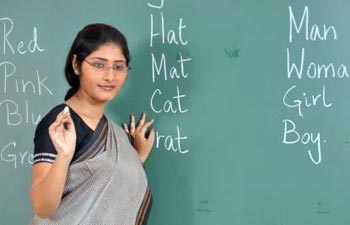 Red
Pink
Blu
Gre
Hat
Mat
Cat
rat
Man
Woma
Girl
Boy